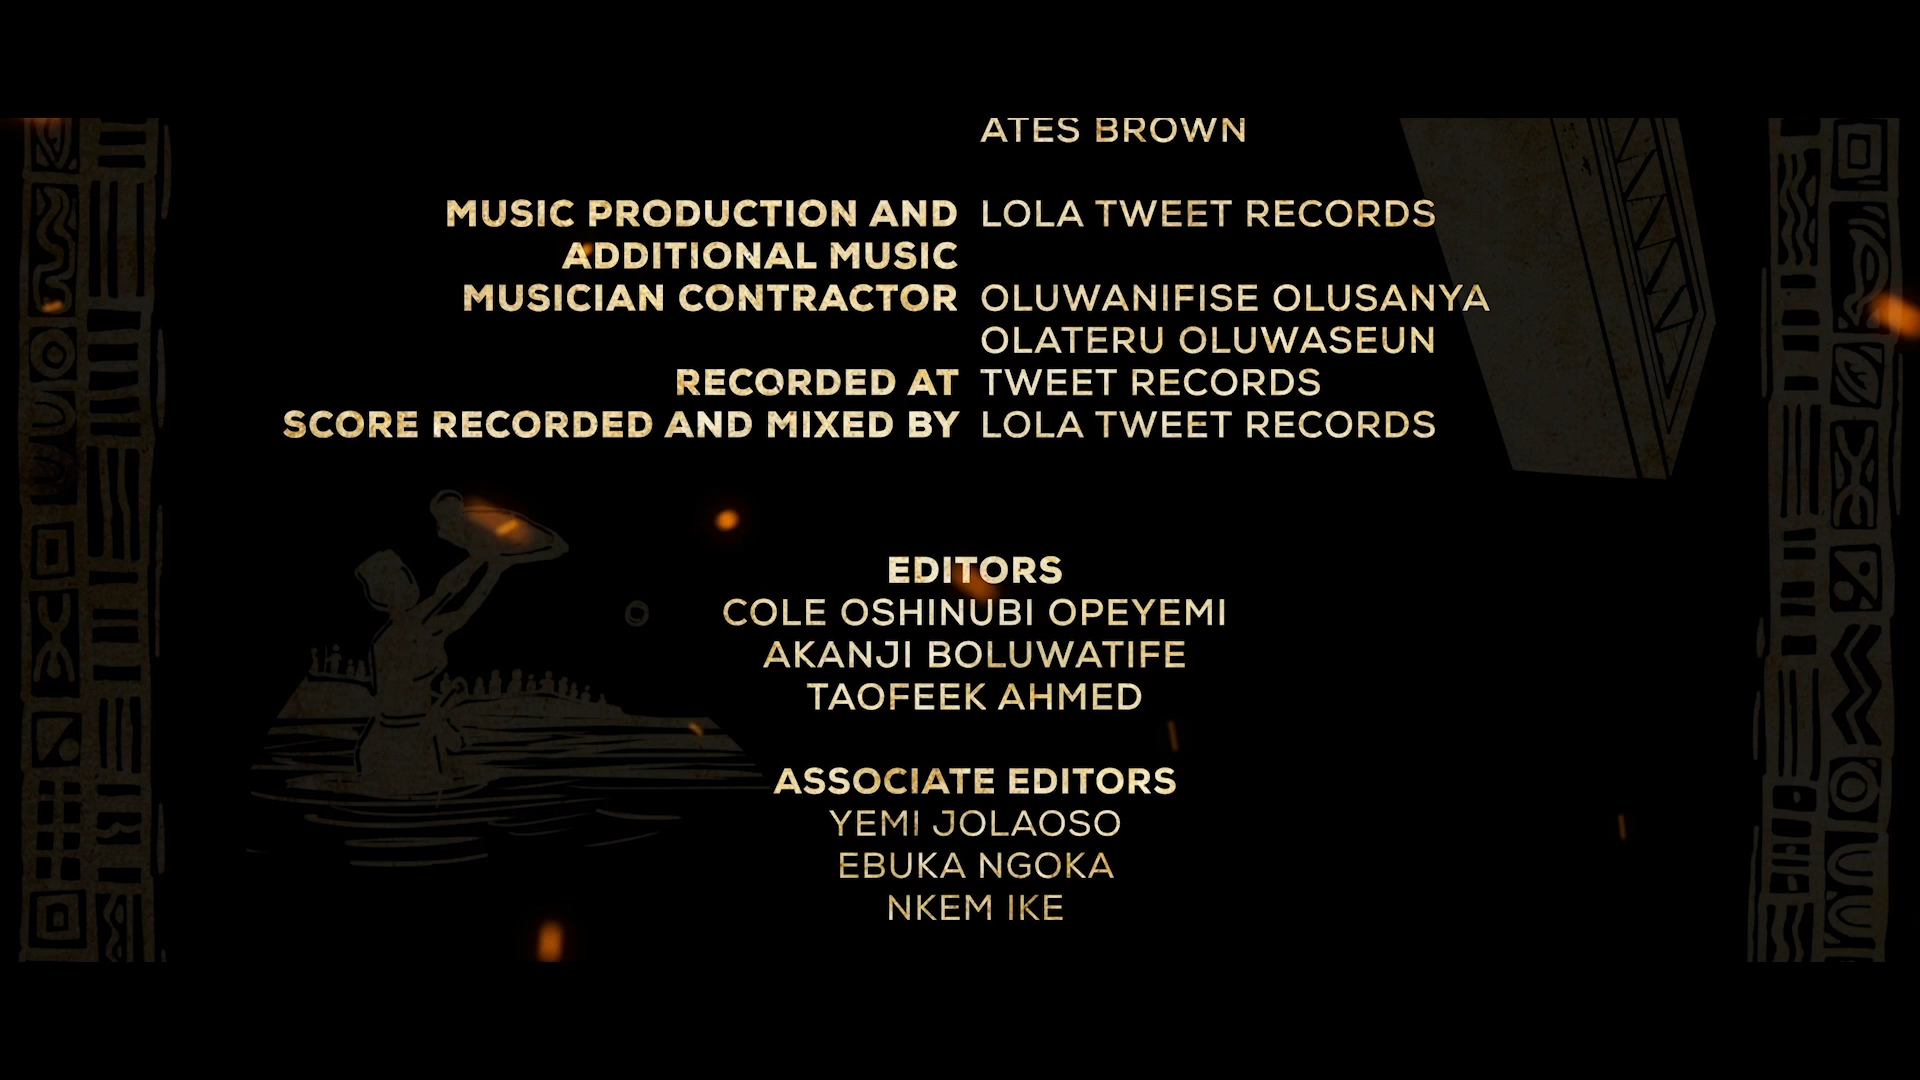 ATES BROWN
MUSIC PRODUCTION AND LOLA TWEET RECORDS
ADDITIONAL MUSIC
MUSICIAN CONTRACTOR OLUWANIFISE OLUSANYA
OLATERU OLUWASEUN
RECORDED AT TWEET RECORDS
SCORE RECORDED AND MIXED BY LOLA TWEET RECORDS
EDITORS
COLE OSHINUBI OPEYEMI
AKANJI BOLUWATIFE
TAOFEEK AHMED
ASSOCIATE EDITORS
YEMI JOLAOSO
EBUKA NGOKA
NKEM IKE